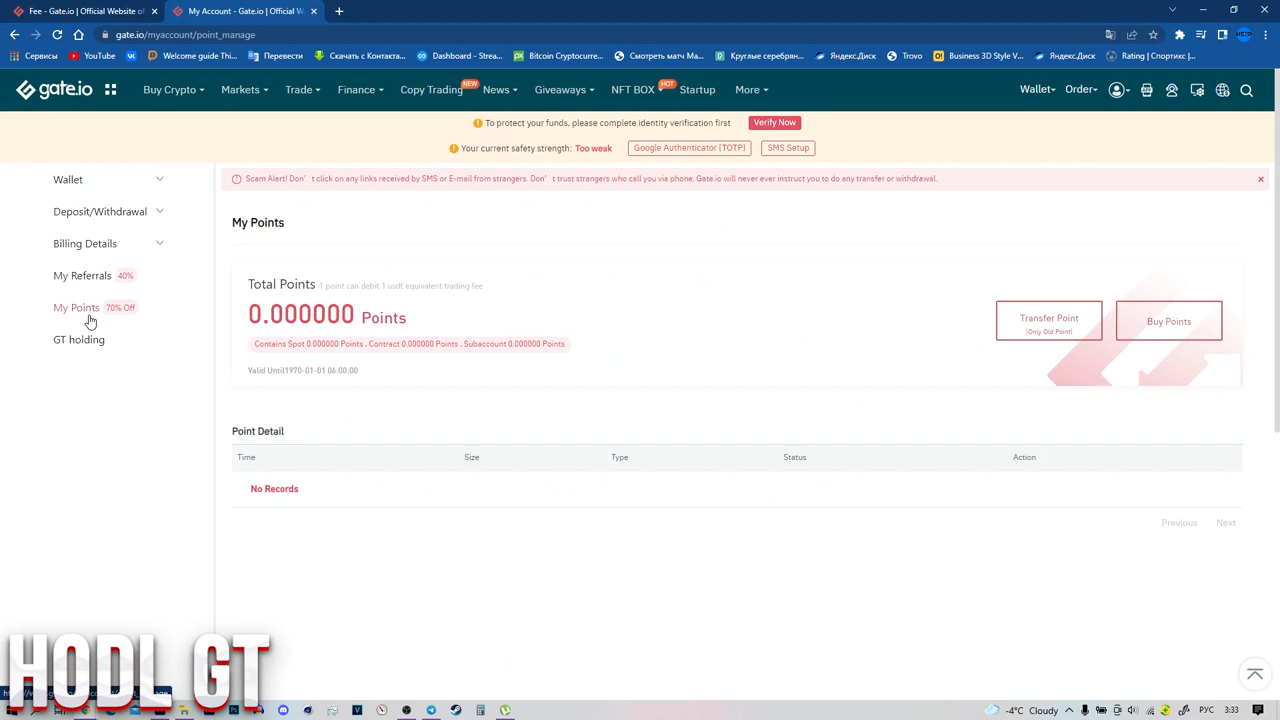 Fee - Gate.io | Official Website of
My Account - Gate.io | Official W
gate.io/myaccount/point_manage
Сервисы
YouTube
Welcome guide Th...
Перевести
Скачать с Контакта...
Dashboard - Strea...
Bitcoin Cryptocurre...
Смотреть матч М...
Круглые серебрян...
Яндекс.Диск
Trovo
Business 3D Style V...
Яндекс.Диск
Rating | Спортик |...
gate.io
Buy Crypto
Markets
Trade
Finance
Copy Trading
NEW
News
Giveaways
NFT BOX
HOT
Startup
More
Wallet
Order
To protect your funds, please complete identity verification first
Verify Now
Your current safety strength: Too weak
Google Authenticator (TOTP)
SMS Setup
Wallet
Deposit/Withdrawal
Billing Details
My Referrals 40%
My Points 70% Off
GT holding
Scam Alert! Don't click on any links received by SMS or E-mail from strangers. Don't trust strangers who call you via phone. Gate.io will never ever instruct you to do any transfer or withdrawal.
My Points
Total Points 1 point can debit 1 usdt equivalent trading fee
0.000000 Points
Contains Spot 0.000000 Points , Contract 0.000000 Points , Subaccount 0.000000 Points
Valid Until1970-01-01 06:00:00
Transfer Point
(Only Old Point)
Buy Points
Point Detail
Time Size Type Status Action
No Records
Previous Next
HODL GT
-4°C Cloudy
РУС
3:33